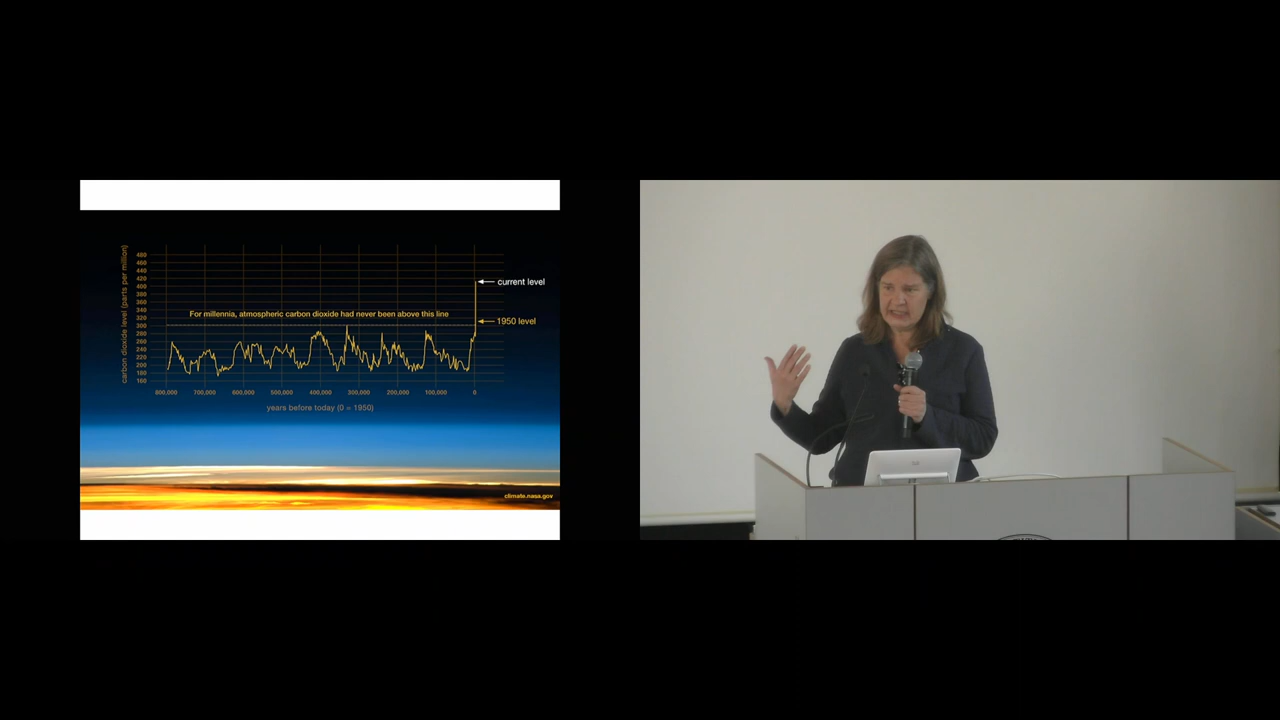 carbon dioxide level (parts per million)
480
460
440
420
400
380
360
340
320
300
280
260
240
220
200
180
160
current level
For millennia, atmospheric carbon dioxide had never been above this line
1950 level
800,000 700,000 600,000 500,000 400,000 300,000 200,000 100,000 0
years before today (0 = 1950)
climate.nasa.gov